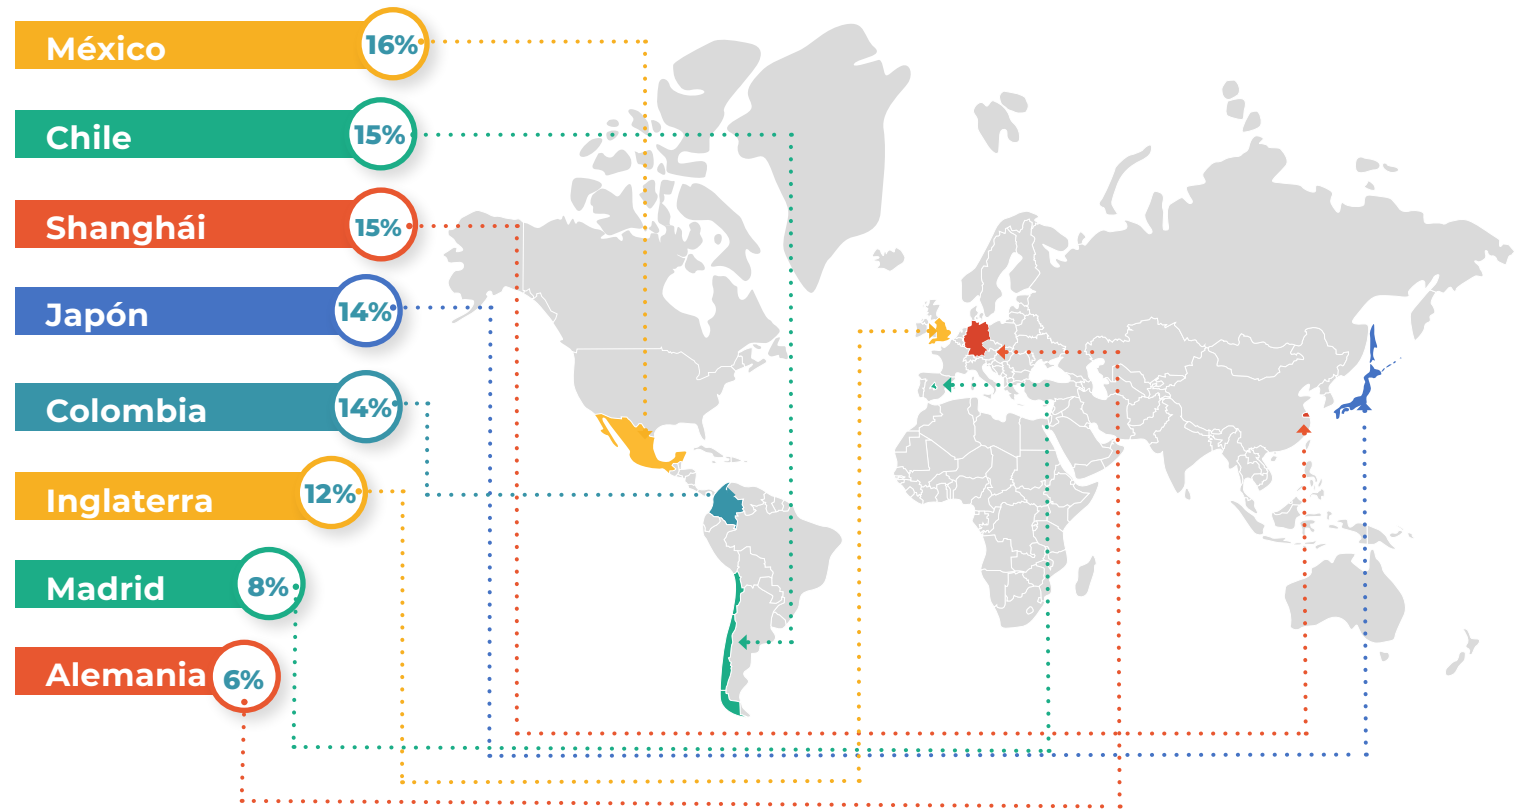 México 16%
Chile 15%
Shanghái 15%
Japón 14%
Colombia 14%
Inglaterra 12%
Madrid 8%
Alemania 6%